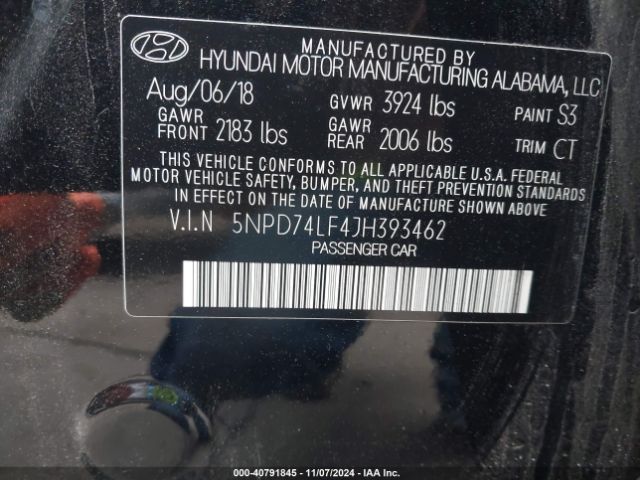 MANUFACTURED BY
HYUNDAI MOTOR MANUFACTURING ALABAMA, LLC
Aug/06/18 GVWR 3924 lbs PAINT S3
GAWR FRONT 2183 lbs GAWR REAR 2006 lbs TRIM CT
THIS VEHICLE CONFORMS TO ALL APPLICABLE U.S.A. FEDERAL
MOTOR VEHICLE SAFETY, BUMPER, AND THEFT PREVENTION STANDARDS
IN EFFECT ON THE DATE OF MANUFACTURE SHOWN ABOVE.
V.I.N 5NPD74LF4JH393462
PASSENGER CAR
000-40791845 - 11/07/2024 - IAA Inc.